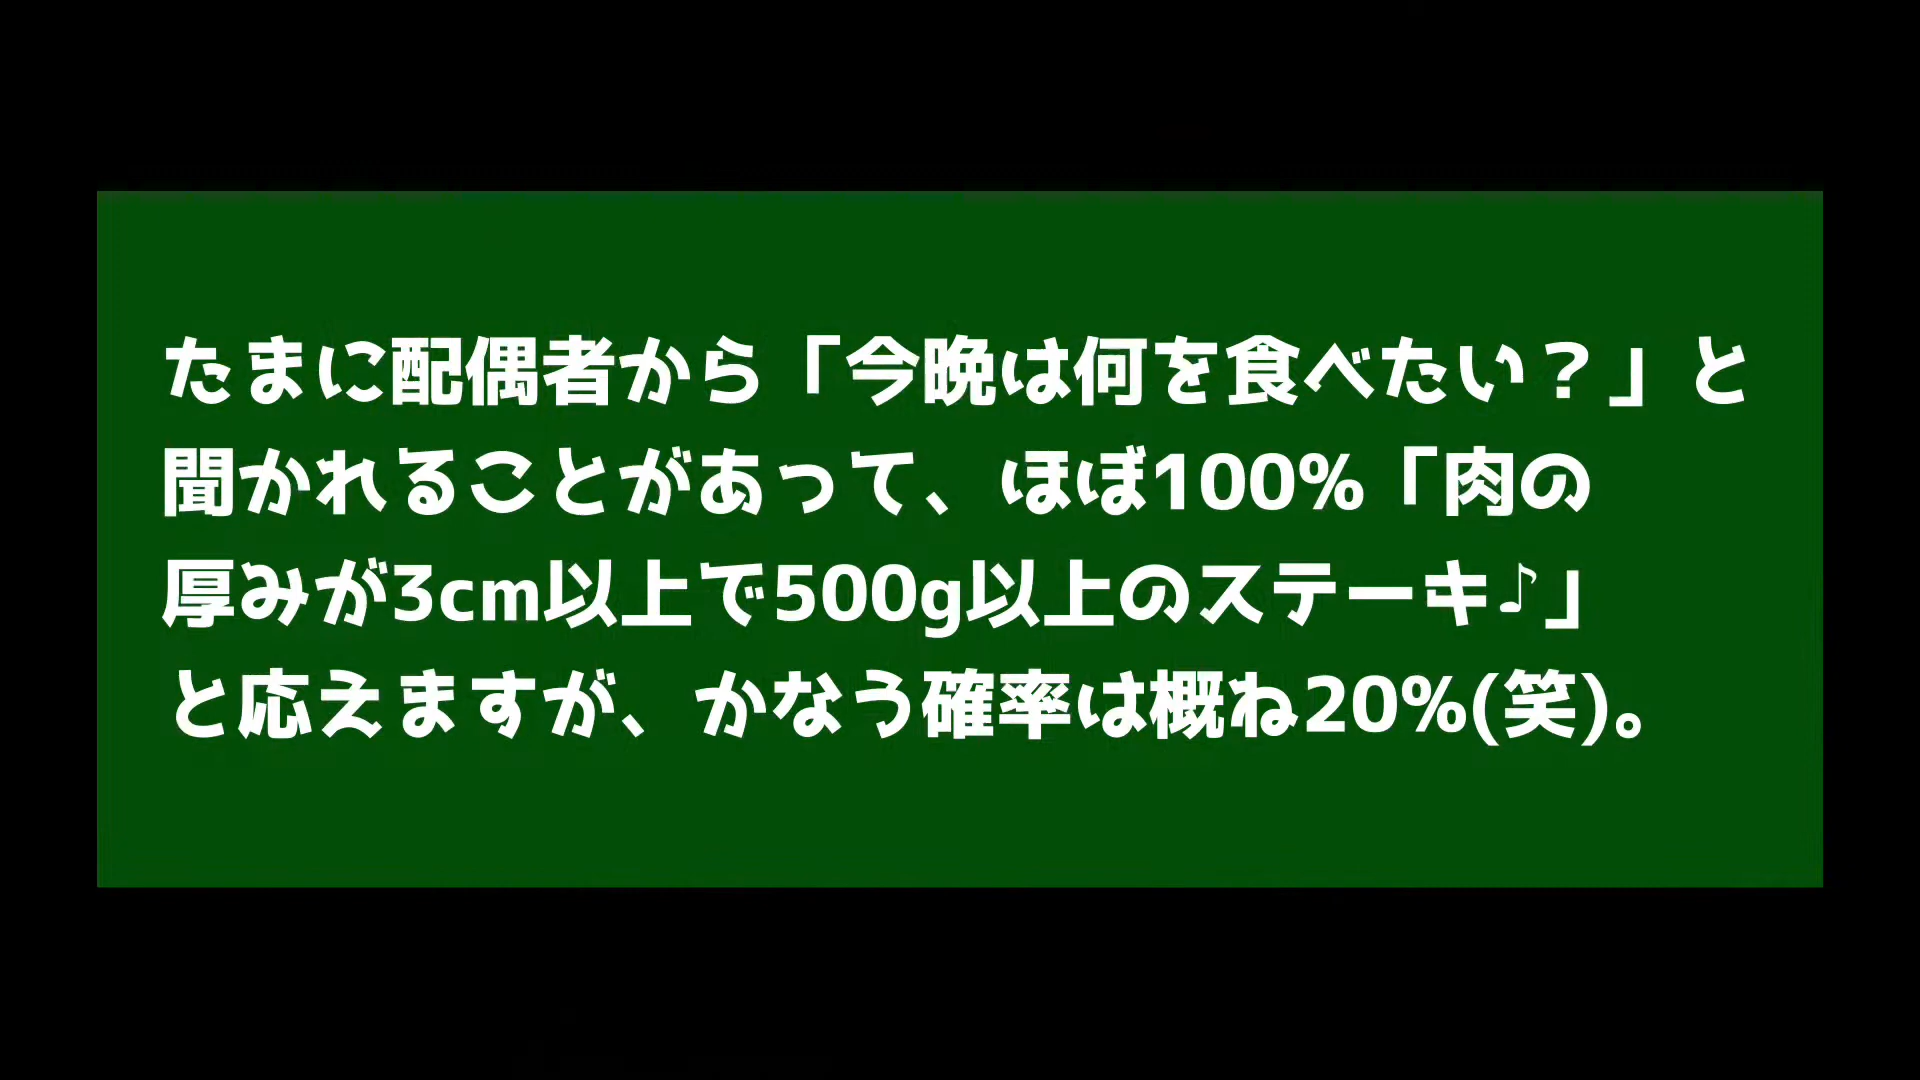 たまに配偶者から「今晩は何を食べたい？」と
聞かれることがあって、ほぼ100%「肉の
厚みが3cm以上で500g以上のステーキ♪」
と応えますが、かなう確率は概ね20%(笑)。